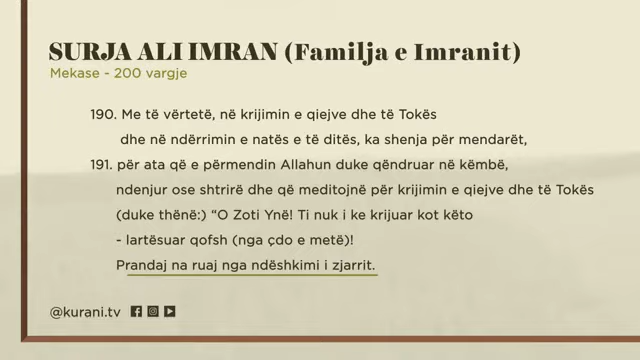 SURJA ALI IMRAN (Familja e Imranit)
Mekase - 200 vargje
190. Me të vërtetë, në krijimin e qiejve dhe të Tokës
dhe në ndërrimin e natës e të ditës, ka shenja për mendarët,
191. për ata që e përmendin Allahun duke qëndruar në këmbë,
ndenjur ose shtrirë dhe që meditojnë për krijimin e qiejve dhe të Tokës
(duke thënë:) “O Zoti Ynë! Ti nuk i ke krijuar kot këto
- lartësuar qofsh (nga çdo e metë)!
Prandaj na ruaj nga ndëshkimi i zjarrit.
@kurani.tv